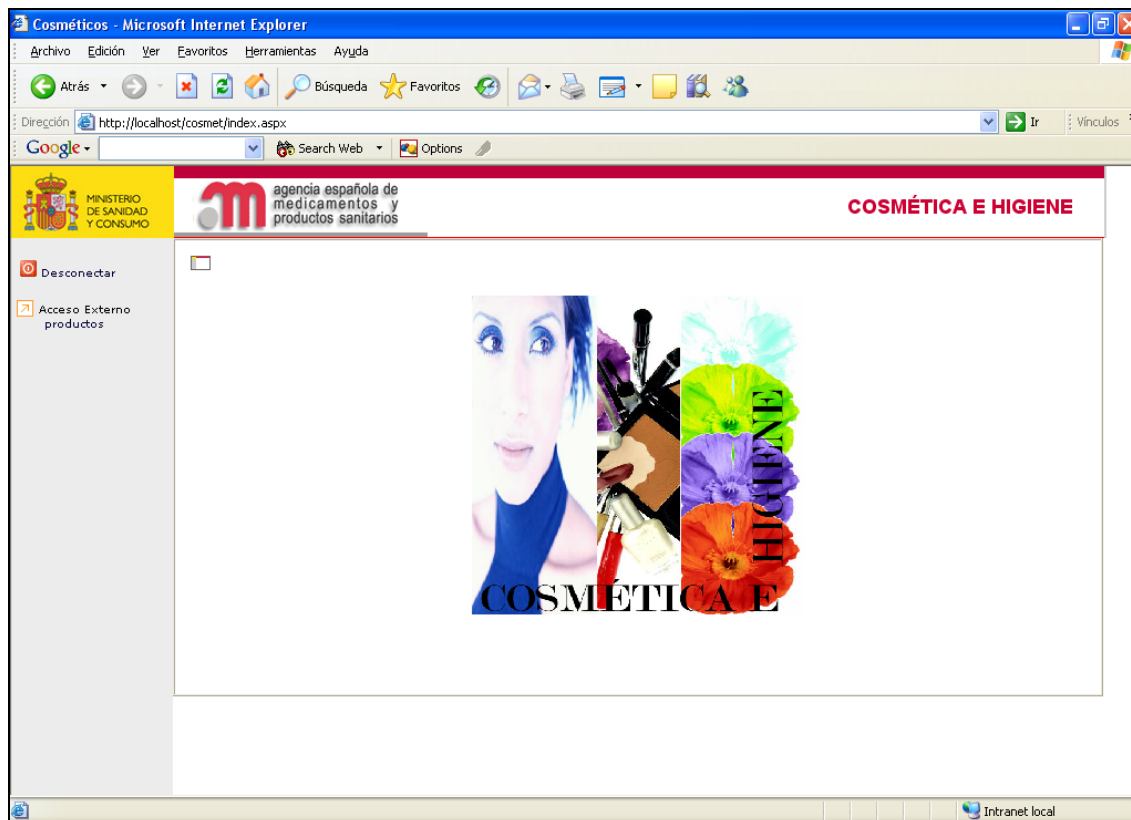 Cosméticos - Microsoft Internet Explorer
Archivo Edición Ver Favoritos Herramientas Ayuda
Atrás Búsqueda Favoritos
Dirección http://localhost/cosmet/index.aspx Ir Vínculos
Google Search Web Options
MINISTERIO
DE SANIDAD
Y CONSUMO
agencia española de
medicamentos y
productos sanitarios
COSMÉTICA E HIGIENE
Desconectar
Acceso Externo
productos
HIGIENE
COSMÉTICA E
Intranet local